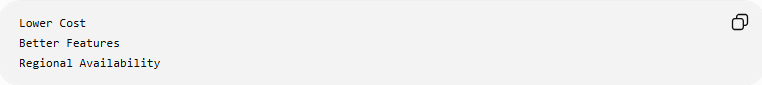 Lower Cost
Better Features
Regional Availability